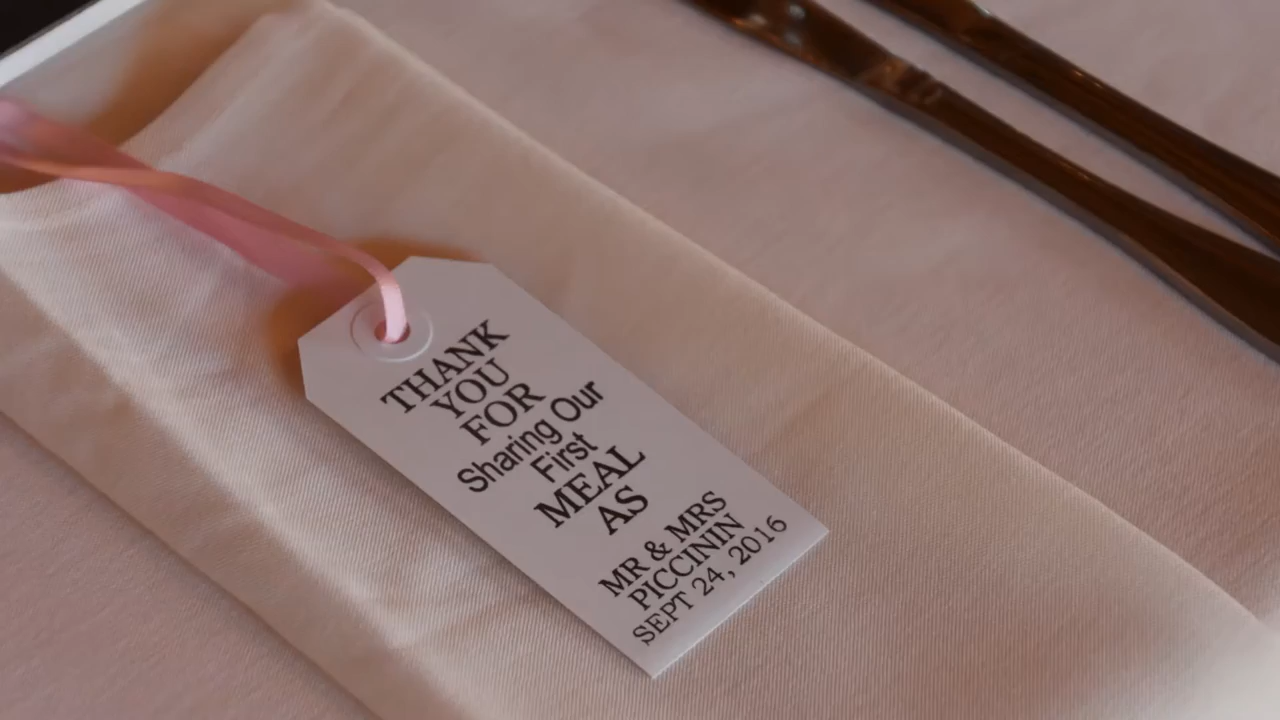 THANK
YOU
FOR
Sharing Our
First
MEAL
AS
MR & MRS
PICCININ
SEPT 24, 2016